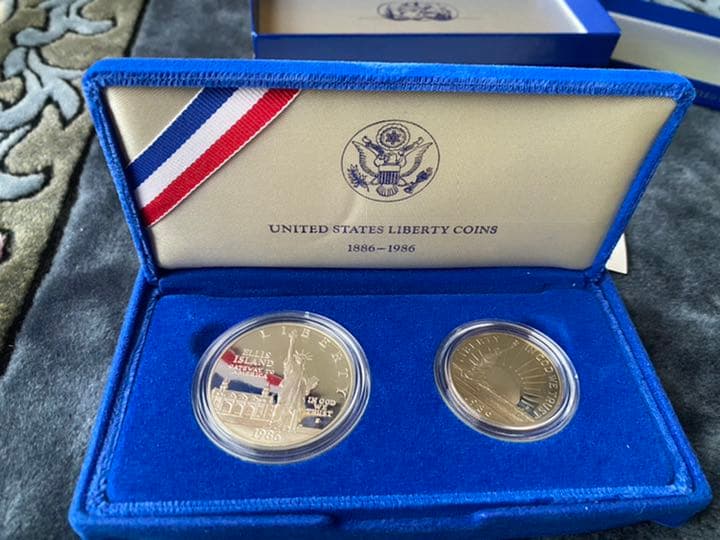 UNITED STATES LIBERTY COINS
1886-1986
LIBERTY
ELLIS
ISLAND
GATEWAY TO
AMERICA
IN GOD
WE
TRUST
S
1986
LIBERTY
IN GOD WE TRUST